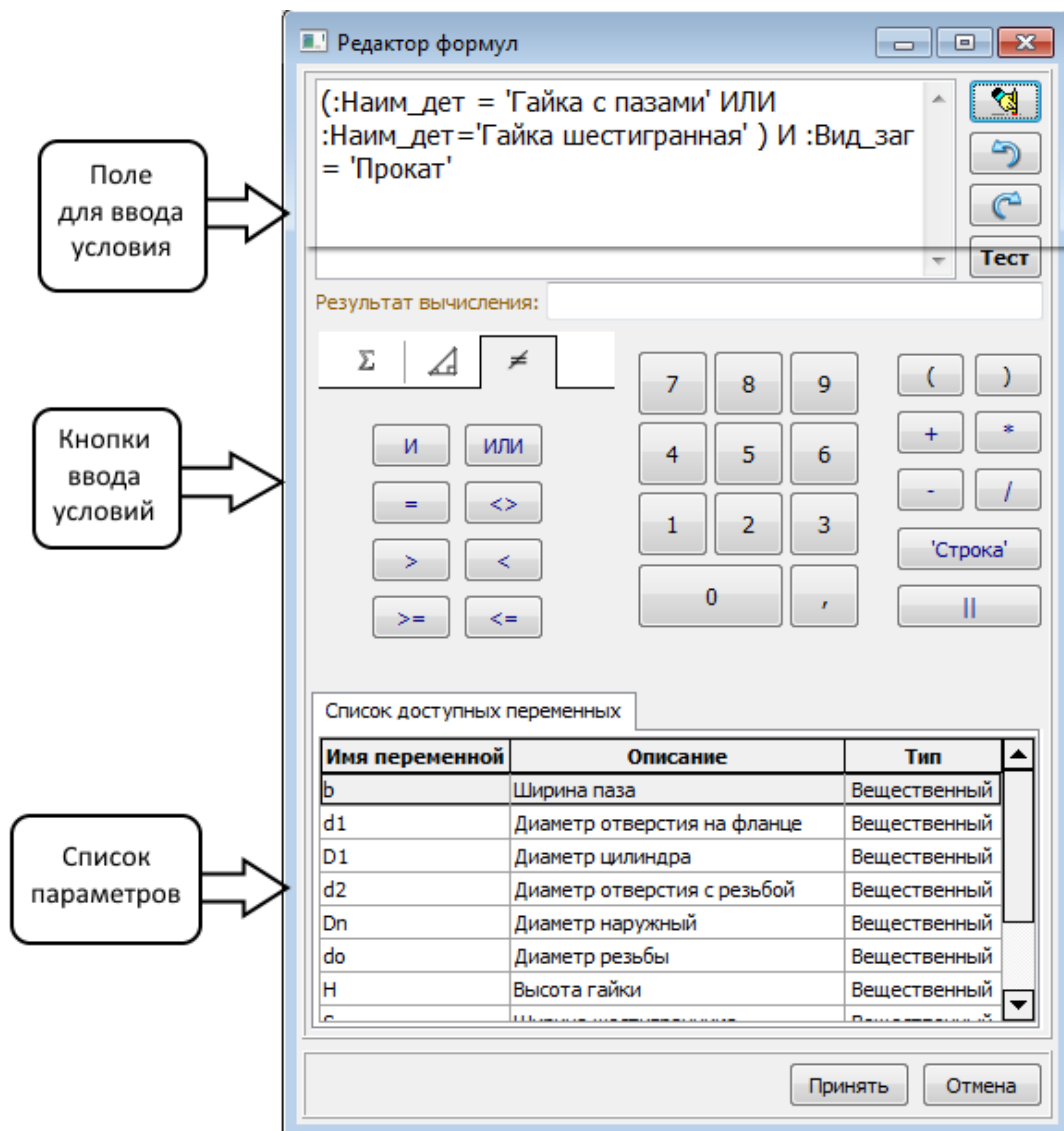 Редактор формул
(:Наим_дет = 'Гайка с пазами' ИЛИ
:Наим_дет='Гайка шестигранная' ) И :Вид_заг
= 'Прокат'
Тест
Поле
для ввода
условия
Результат вычисления:
Σ ≠
7 8 9 ( )
И ИЛИ 4 5 6 + *
= <> - /
1 2 3
> < 'Строка'
0 ,
>= <= ||
Кнопки
ввода
условий
Список доступных переменных
Имя переменной Описание Тип
b Ширина паза Вещественный
d1 Диаметр отверстия на фланце Вещественный
D1 Диаметр цилиндра Вещественный
d2 Диаметр отверстия с резьбой Вещественный
Dn Диаметр наружный Вещественный
do Диаметр резьбы Вещественный
H Высота гайки Вещественный
Список
параметров
Принять Отмена